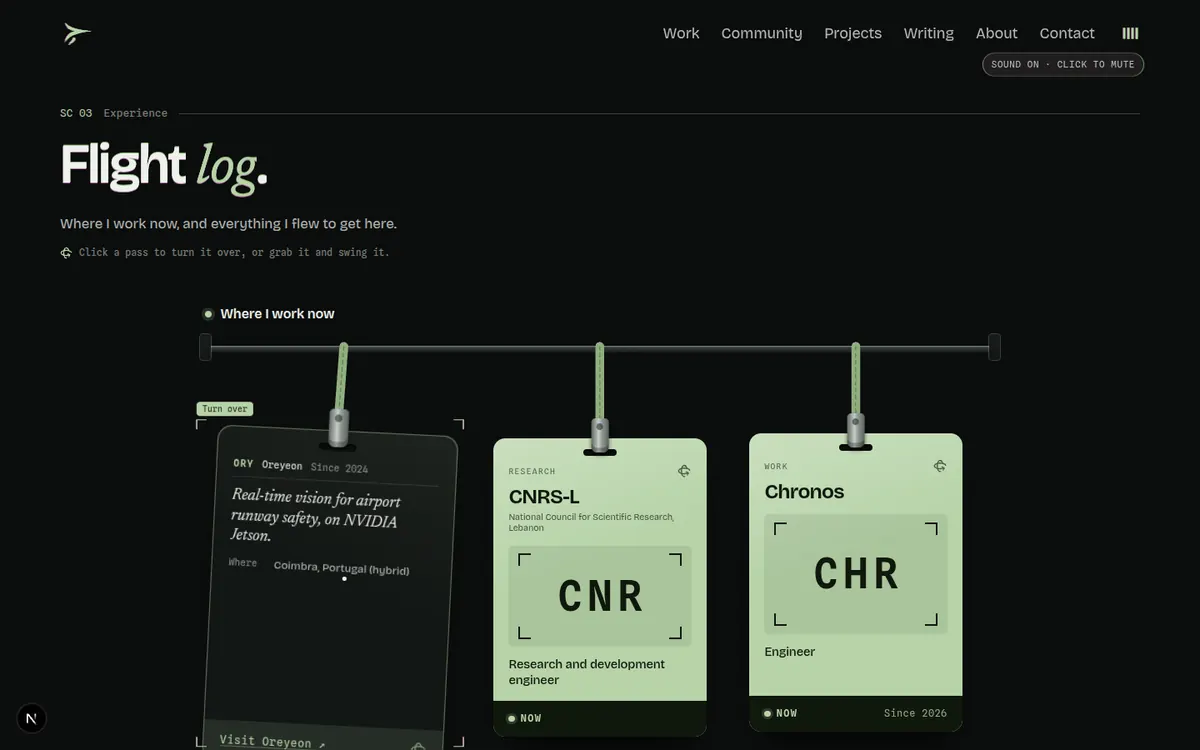 Work Community Projects Writing About Contact
SOUND ON · CLICK TO MUTE
SC 03 Experience
Flight log.
Where I work now, and everything I flew to get here.
Click a pass to turn it over, or grab it and swing it.
Where I work now
Turn over
ORY Oreyeon Since 2024
Real-time vision for airport
runway safety, on NVIDIA
Jetson.
Where Coimbra, Portugal (hybrid)
Visit Oreyeon ↗
RESEARCH
CNRS-L
National Council for Scientific Research,
Lebanon
CNR
Research and development
engineer
NOW
WORK
Chronos
CHR
Engineer
NOW Since 2026
N